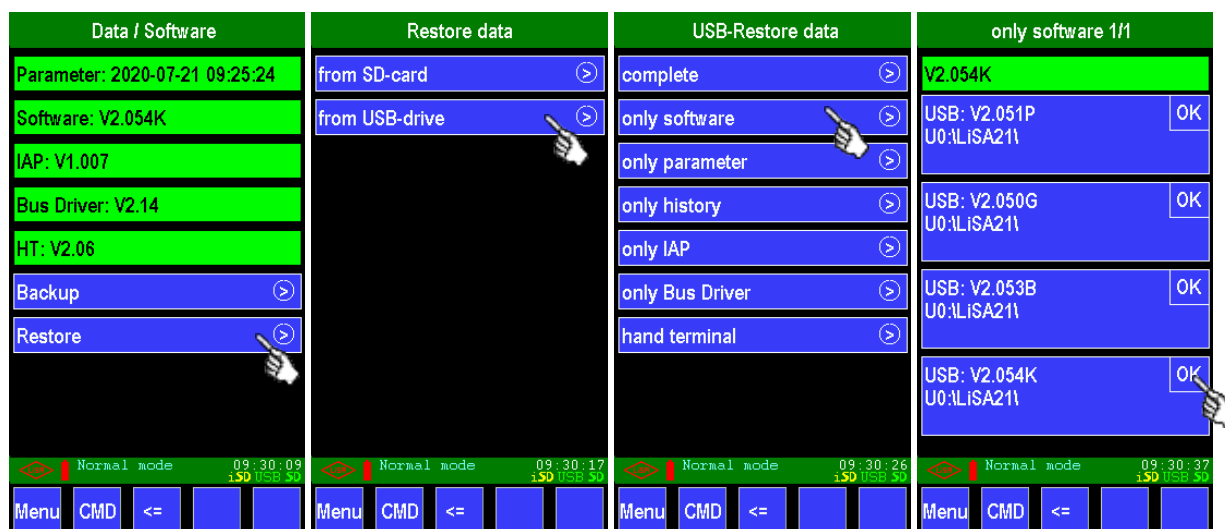 Data / Software
Parameter: 2020-07-21 09:25:24
Software: V2.054K
IAP: V1.007
Bus Driver: V2.14
HT: V2.06
Backup
Restore
Normal mode
09:30:09
iSD USB SD
Menu CMD <=
Restore data
from SD-card
from USB-drive
Normal mode
09:30:17
iSD USB SD
Menu CMD <=
USB-Restore data
complete
only software
only parameter
only history
only IAP
only Bus Driver
hand terminal
Normal mode
09:30:26
iSD USB SD
Menu CMD <=
only software 1/1
V2.054K
USB: V2.051P OK
U0:\LiSA21\
USB: V2.050G OK
U0:\LiSA21\
USB: V2.053B OK
U0:\LiSA21\
USB: V2.054K OK
U0:\LiSA21\
Normal mode
09:30:37
iSD USB SD
Menu CMD <=